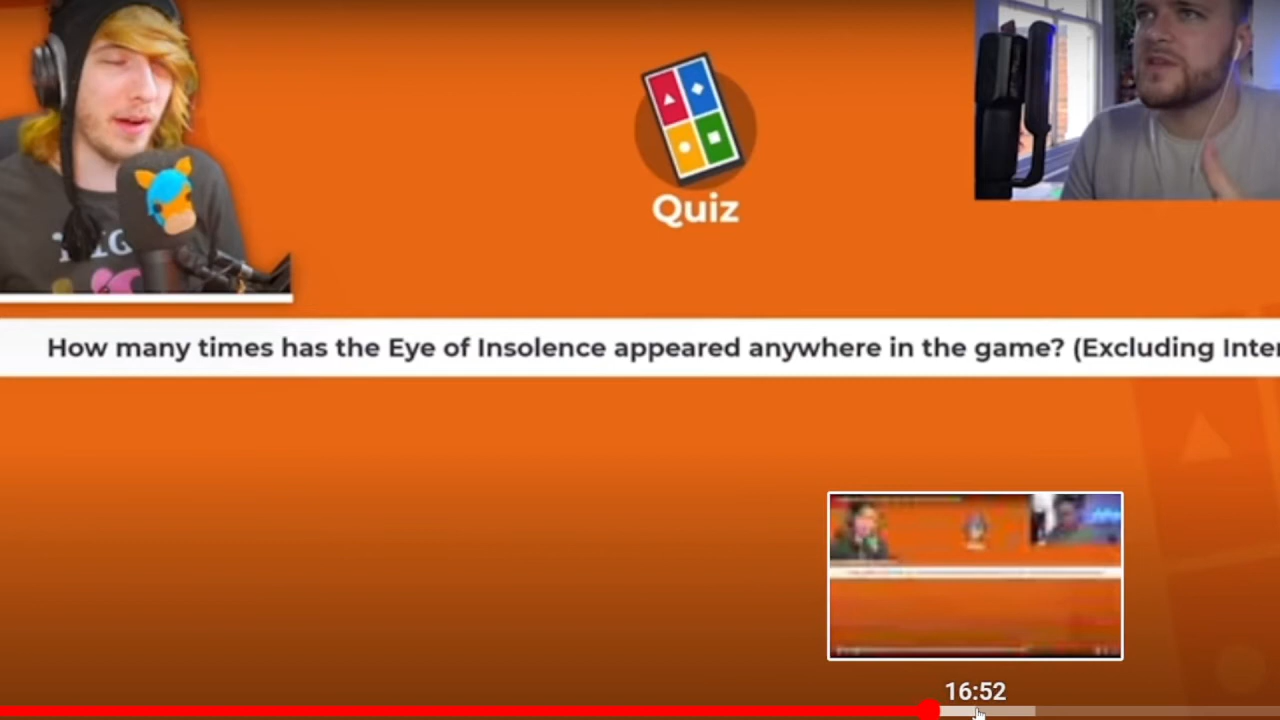 Quiz
How many times has the Eye of Insolence appeared anywhere in the game? (Excluding Inter
16:52